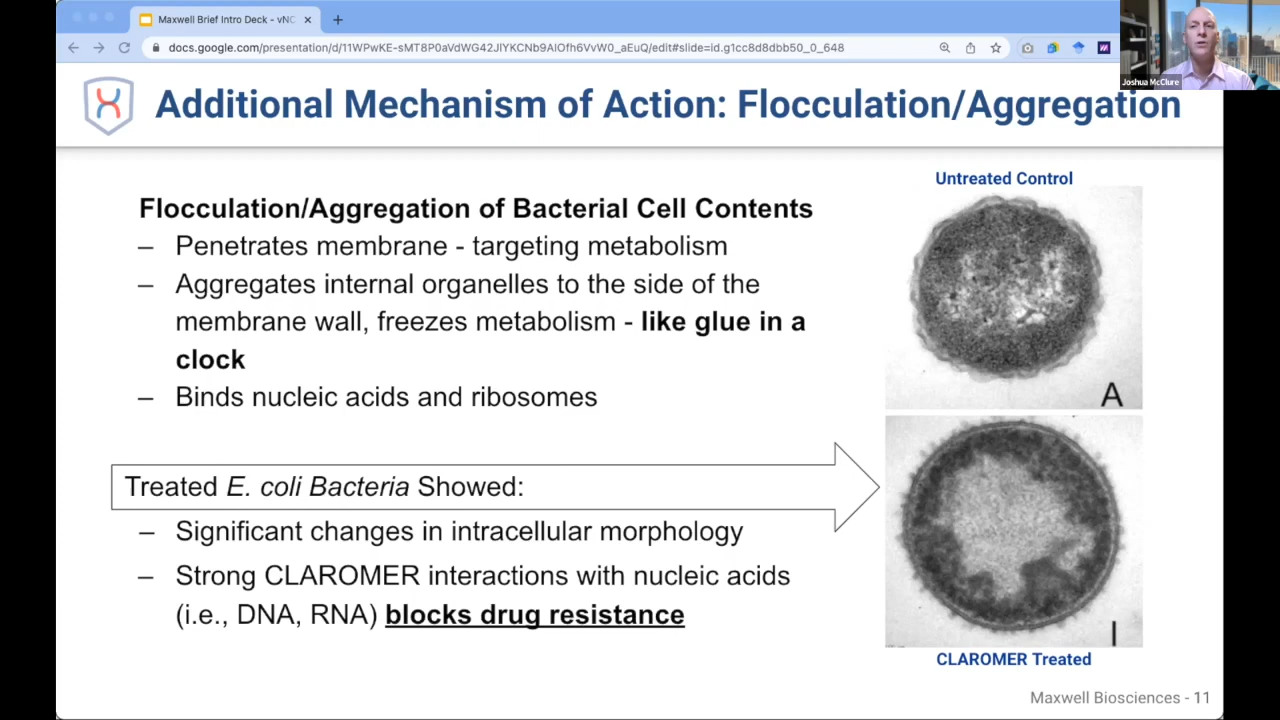 Maxwell Brief Intro Deck - vNC
docs.google.com/presentation/d/11WPwKE-sMT8P0aVdWG42JlYKCNb9AlOfh6VvW0_aEuQ/edit#slide=id.g1cc8d8dbb50_0_648
Joshua McClure
Additional Mechanism of Action: Flocculation/Aggregation
Flocculation/Aggregation of Bacterial Cell Contents
– Penetrates membrane - targeting metabolism
– Aggregates internal organelles to the side of the
membrane wall, freezes metabolism - like glue in a
clock
– Binds nucleic acids and ribosomes
Treated E. coli Bacteria Showed:
– Significant changes in intracellular morphology
– Strong CLAROMER interactions with nucleic acids
(i.e., DNA, RNA) blocks drug resistance
Untreated Control
A
I
CLAROMER Treated
Maxwell Biosciences - 11